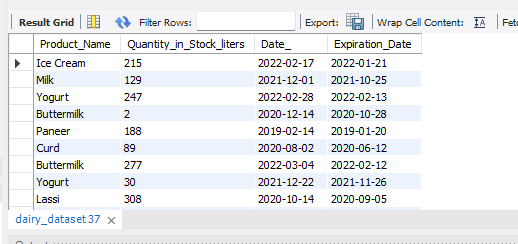 Result Grid Filter Rows: Export: Wrap Cell Content: IA
Product_Name Quantity_in_Stock_liters Date_ Expiration_Date
Ice Cream 215 2022-02-17 2022-01-21
Milk 129 2021-12-01 2021-10-25
Yogurt 247 2022-02-28 2022-02-13
Buttermilk 2 2020-12-14 2020-10-28
Paneer 188 2019-02-14 2019-01-20
Curd 89 2020-08-02 2020-06-12
Buttermilk 277 2022-03-04 2022-02-12
Yogurt 30 2021-12-22 2021-11-26
Lassi 308 2020-10-14 2020-09-05
dairy_dataset 37